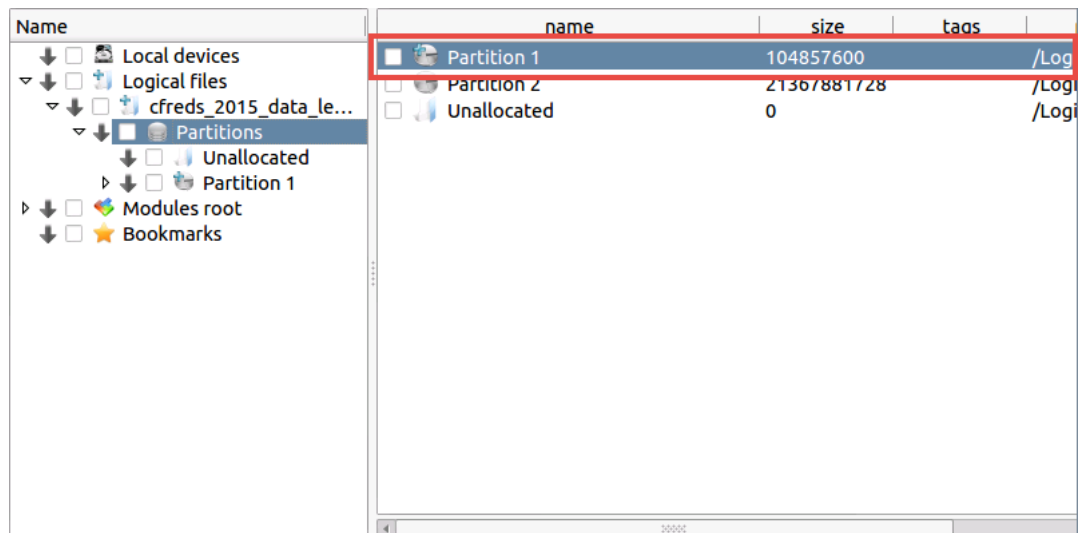 Name
Local devices
Logical files
cfreds_2015_data_le...
Partitions
Unallocated
Partition 1
Modules root
Bookmarks
name size tags
Partition 1 104857600 /Log
Partition 2 21367881728 /Logi
Unallocated 0 /Logi